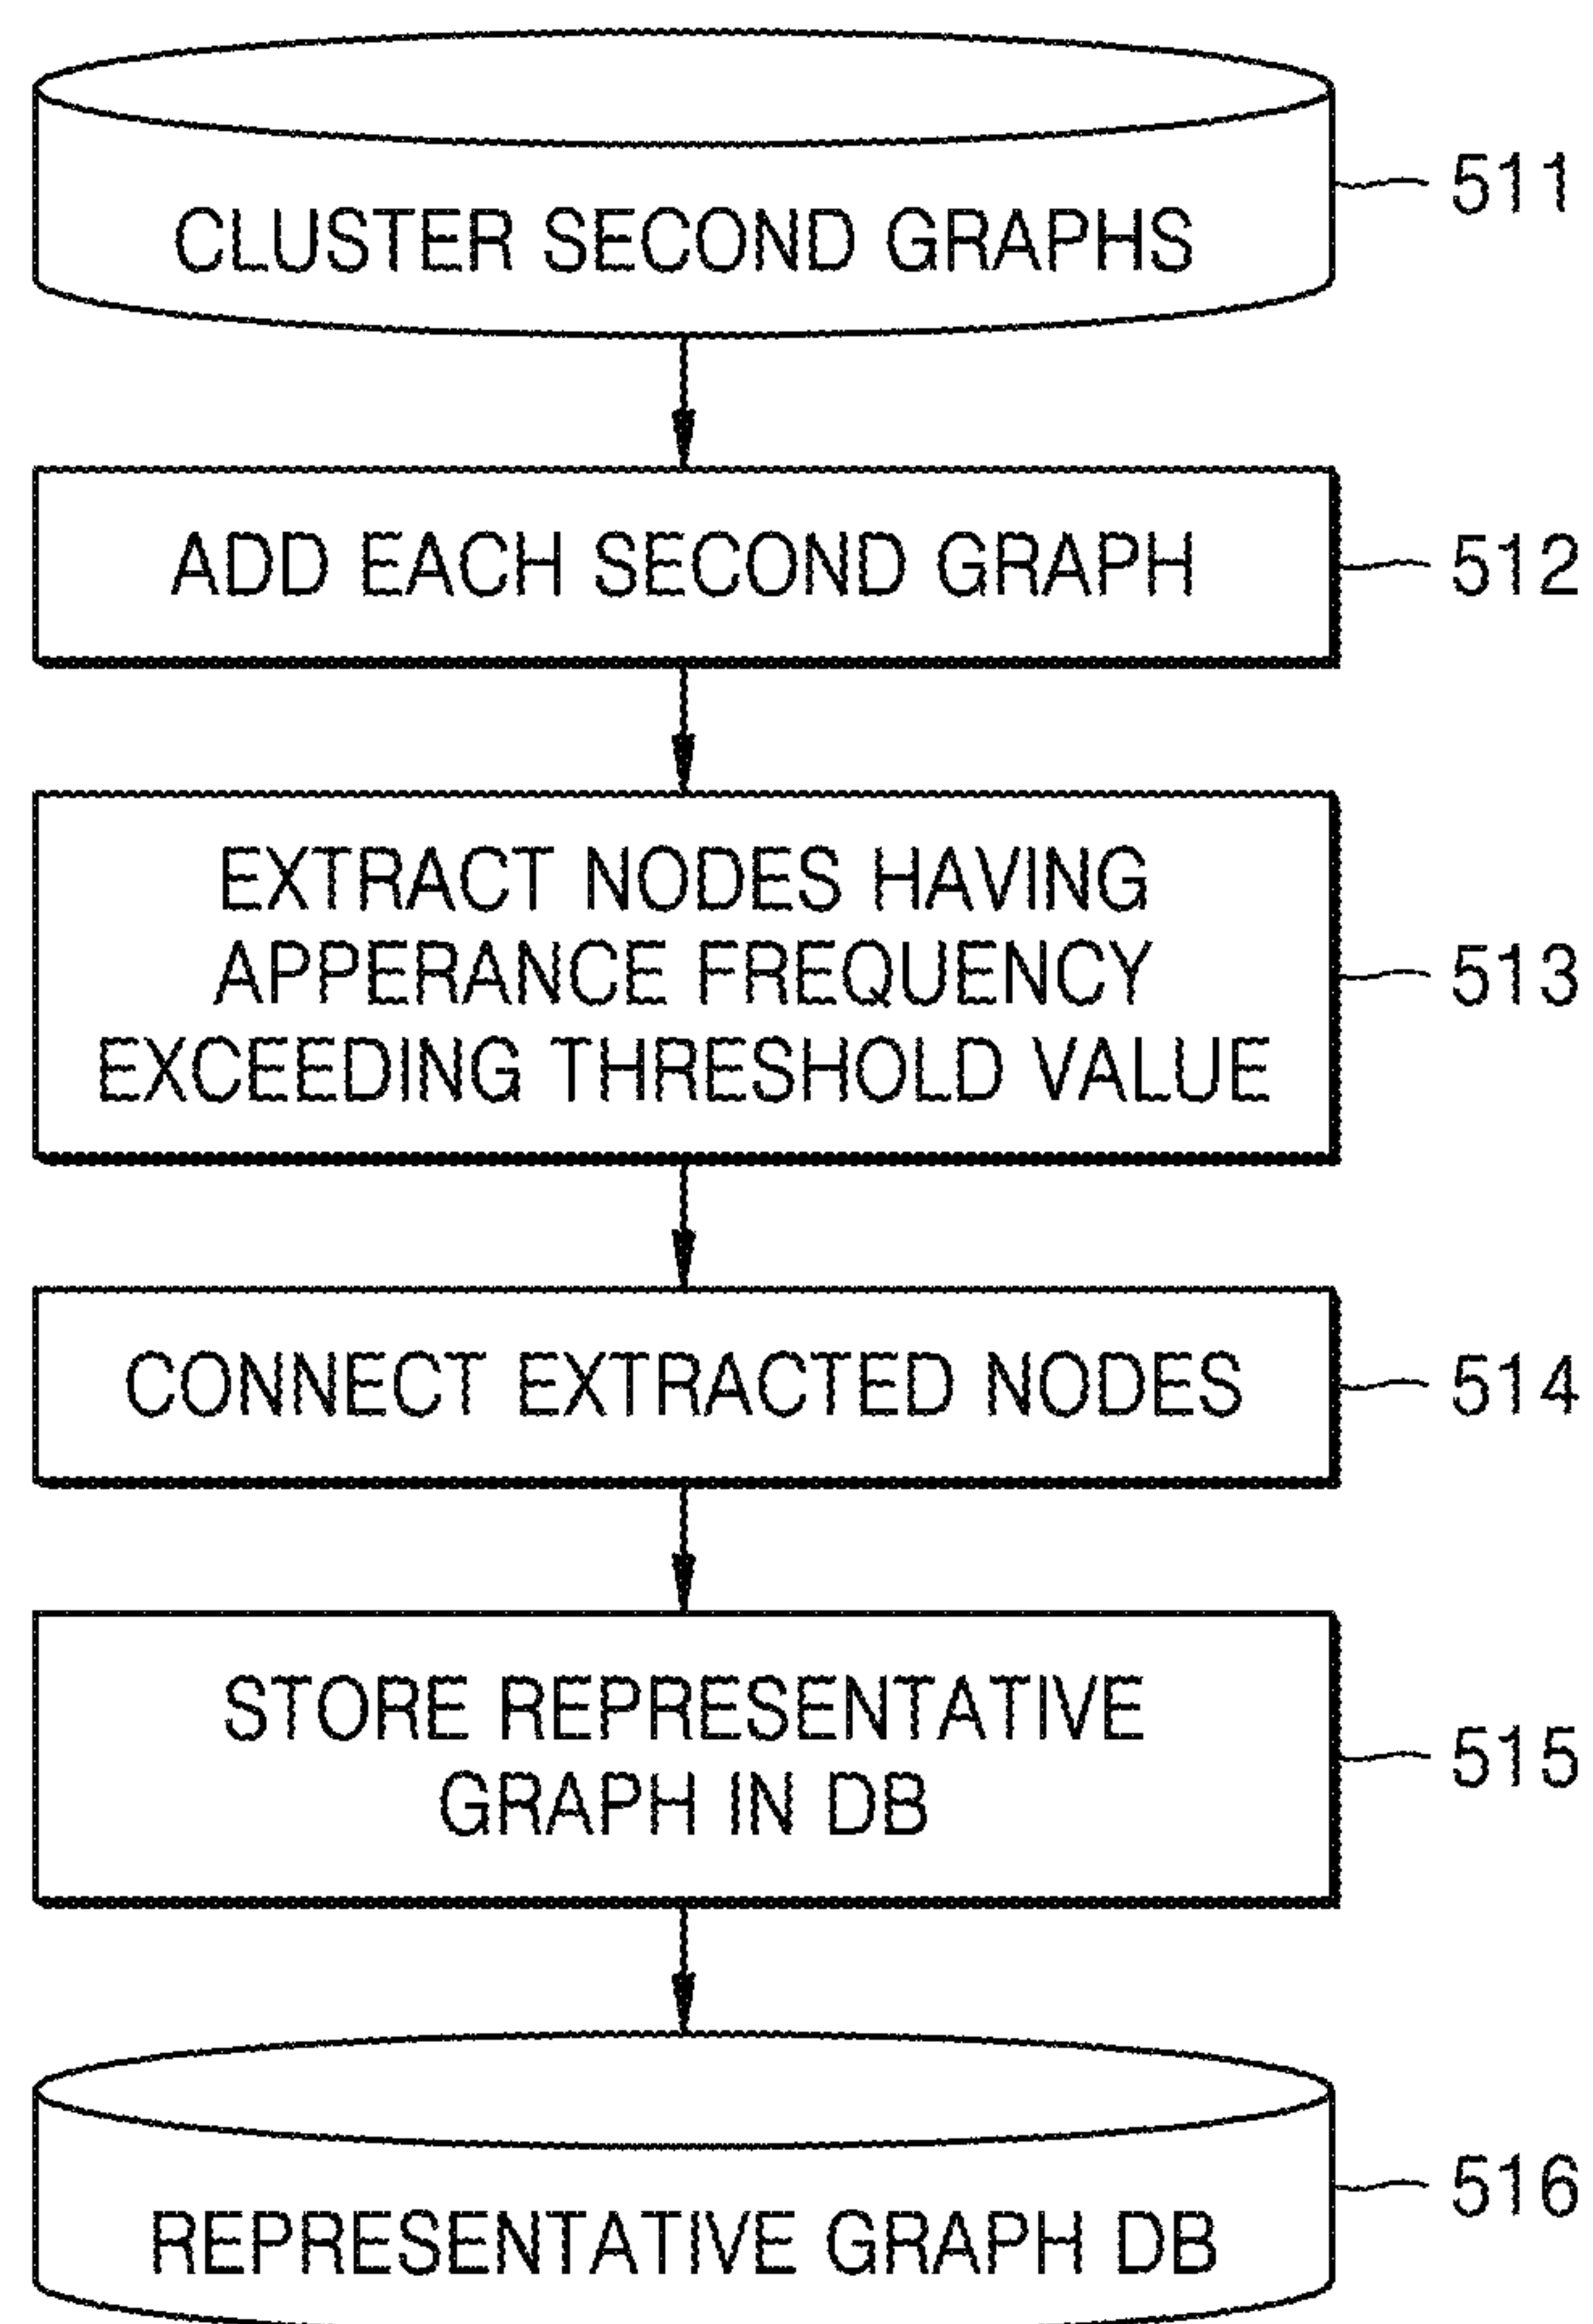 CLUSTER SECOND GRAPHS
511
ADD EACH SECOND GRAPH
512
EXTRACT NODES HAVING
APPERANCE FREQUENCY
EXCEEDING THRESHOLD VALUE
513
CONNECT EXTRACTED NODES
514
STORE REPRESENTATIVE
GRAPH IN DB
515
REPRESENTATIVE GRAPH DB
516